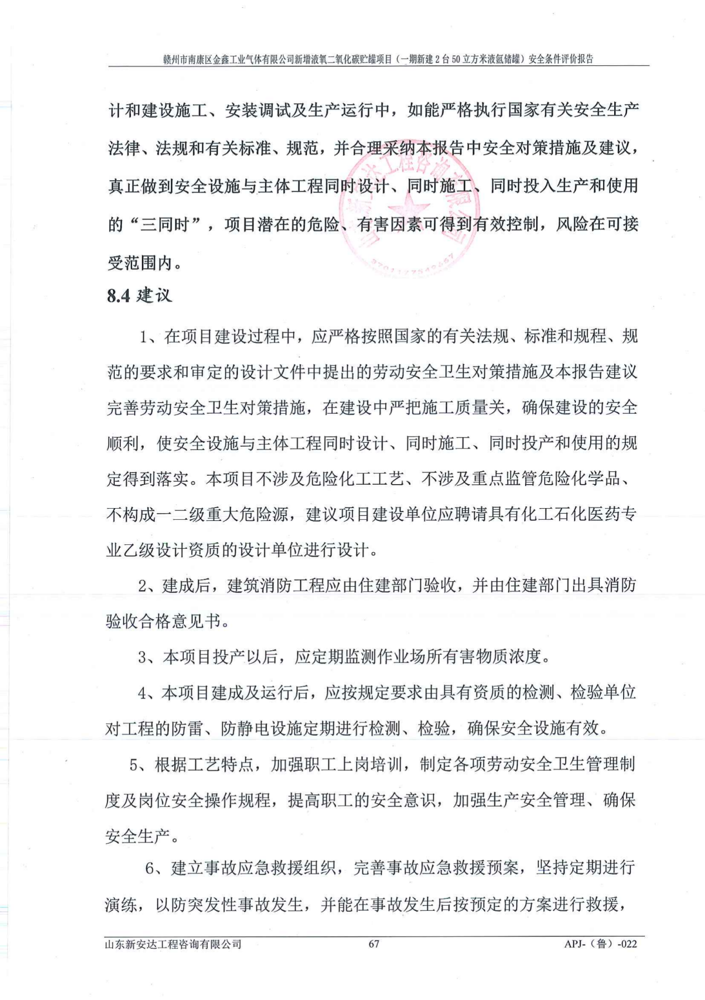 赣州市南康区金鑫工业气体有限公司新增液氧二氧化碳贮罐项目（一期新建2台50立方米液氩储罐）安全条件评价报告
计和建设施工、安装调试及生产运行中，如能严格执行国家有关安全生产
法律、法规和有关标准、规范，并合理采纳本报告中安全对策措施及建议，
真正做到安全设施与主体工程同时设计、同时施工、同时投入生产和使用
的“三同时”，项目潜在的危险、有害因素可得到有效控制，风险在可接
受范围内。
8.4 建议
1、在项目建设过程中，应严格按照国家的有关法规、标准和规程、规
范的要求和审定的设计文件中提出的劳动安全卫生对策措施及本报告建议
完善劳动安全卫生对策措施，在建设中严把施工质量关，确保建设的安全
顺利，使安全设施与主体工程同时设计、同时施工、同时投产和使用的规
定得到落实。本项目不涉及危险化工工艺、不涉及重点监管危险化学品、
不构成一二级重大危险源，建议项目建设单位应聘请具有化工石化医药专
业乙级设计资质的设计单位进行设计。
2、建成后，建筑消防工程应由住建部门验收，并由住建部门出具消防
验收合格意见书。
3、本项目投产以后，应定期监测作业场所有害物质浓度。
4、本项目建成及运行后，应按规定要求由具有资质的检测、检验单位
对工程的防雷、防静电设施定期进行检测、检验，确保安全设施有效。
5、根据工艺特点，加强职工上岗培训，制定各项劳动安全卫生管理制
度及岗位安全操作规程，提高职工的安全意识，加强生产安全管理、确保
安全生产。
6、建立事故应急救援组织，完善事故应急救援预案，坚持定期进行
演练，以防突发性事故发生，并能在事故发生后按预定的方案进行救援，
山东新安达工程咨询有限公司 67 APJ-（鲁）-022